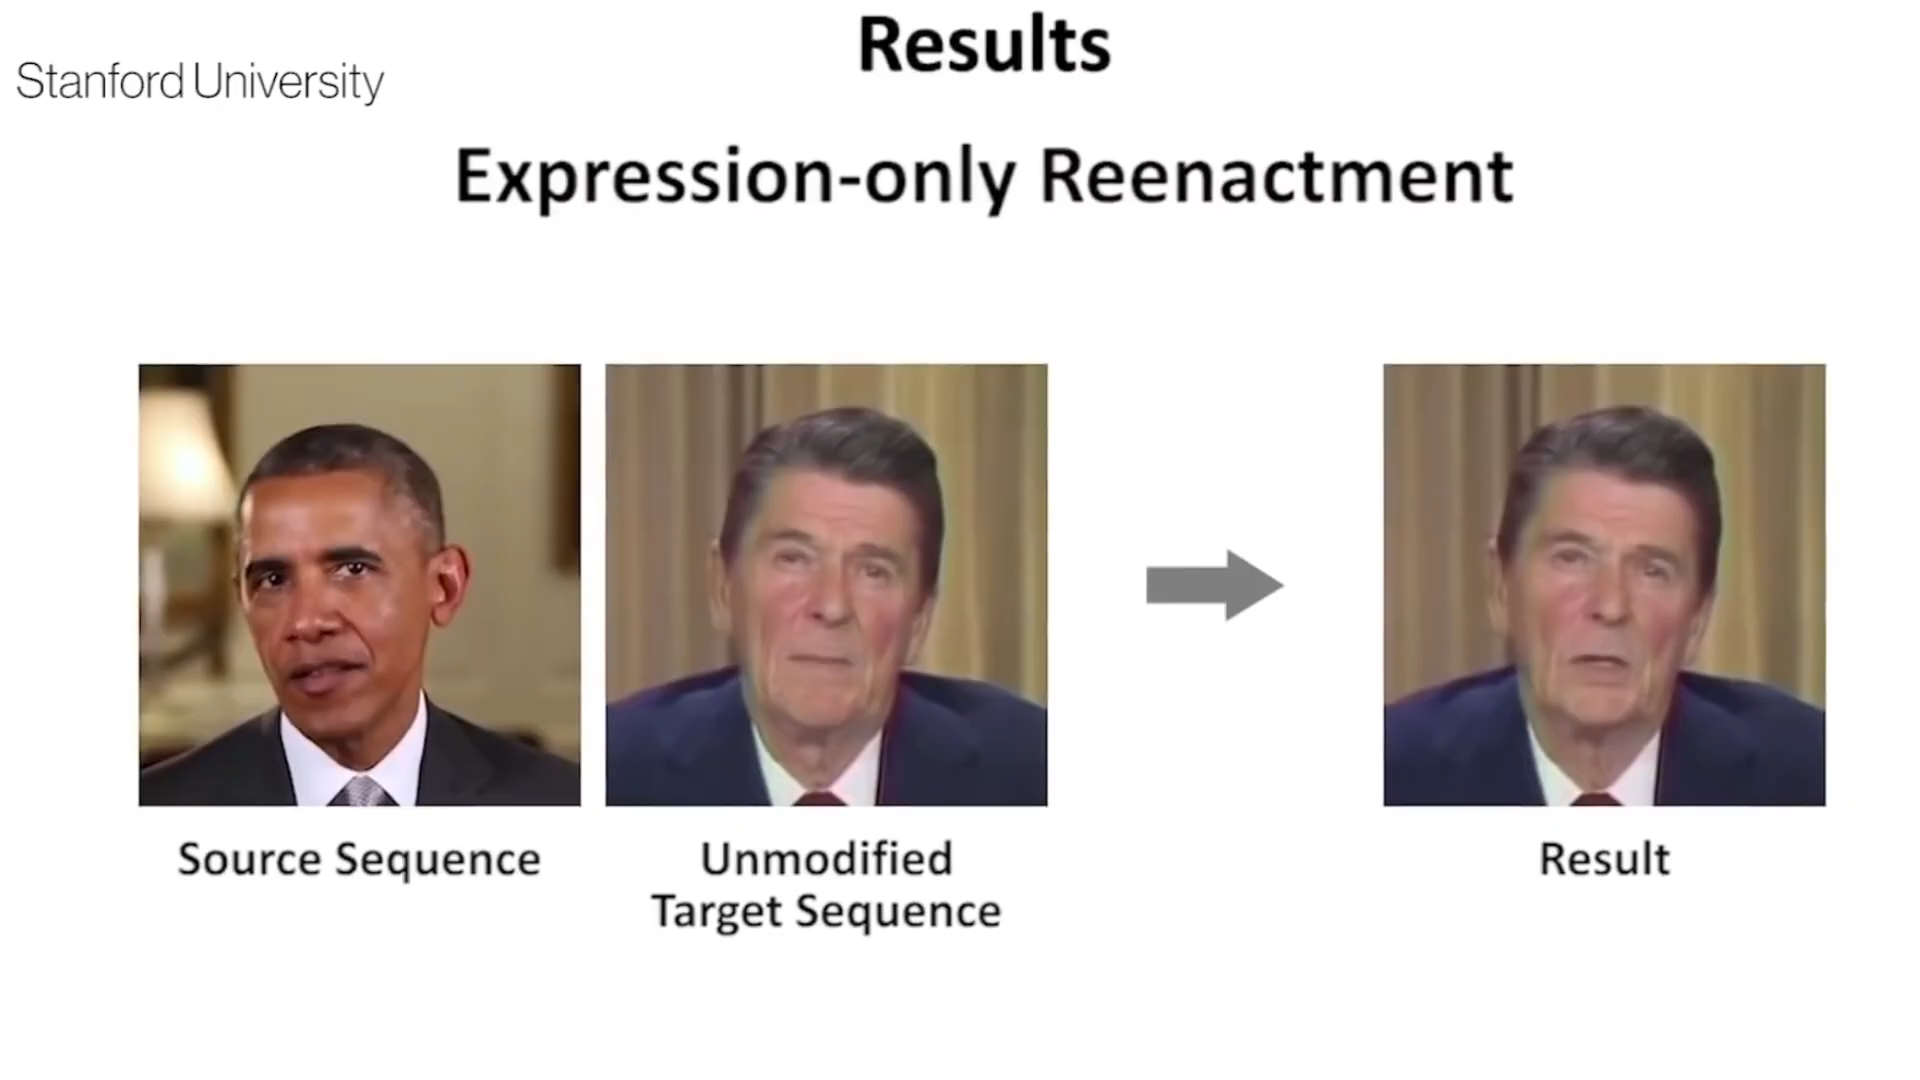 Results
Stanford University
Expression-only Reenactment
Source Sequence
Unmodified
Target Sequence
Result